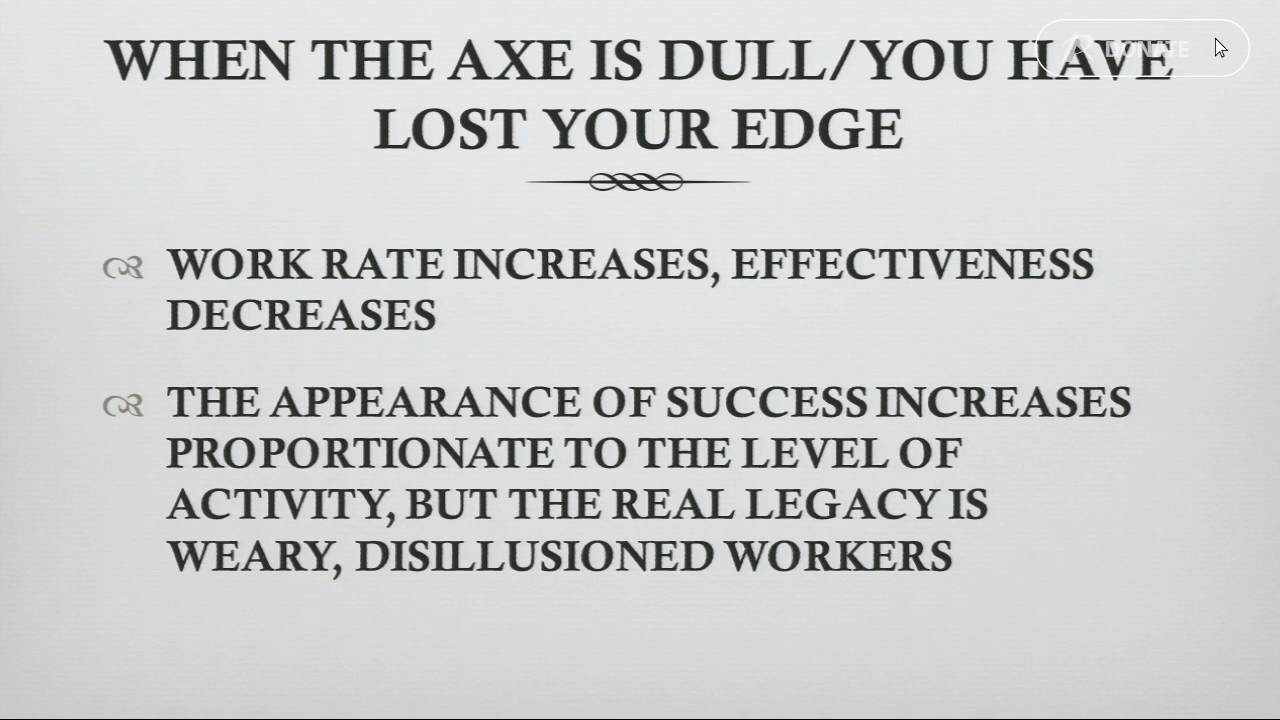 WHEN THE AXE IS DULL/YOU HAVE
DONATE
LOST YOUR EDGE
WORK RATE INCREASES, EFFECTIVENESS
DECREASES
THE APPEARANCE OF SUCCESS INCREASES
PROPORTIONATE TO THE LEVEL OF
ACTIVITY, BUT THE REAL LEGACY IS
WEARY, DISILLUSIONED WORKERS